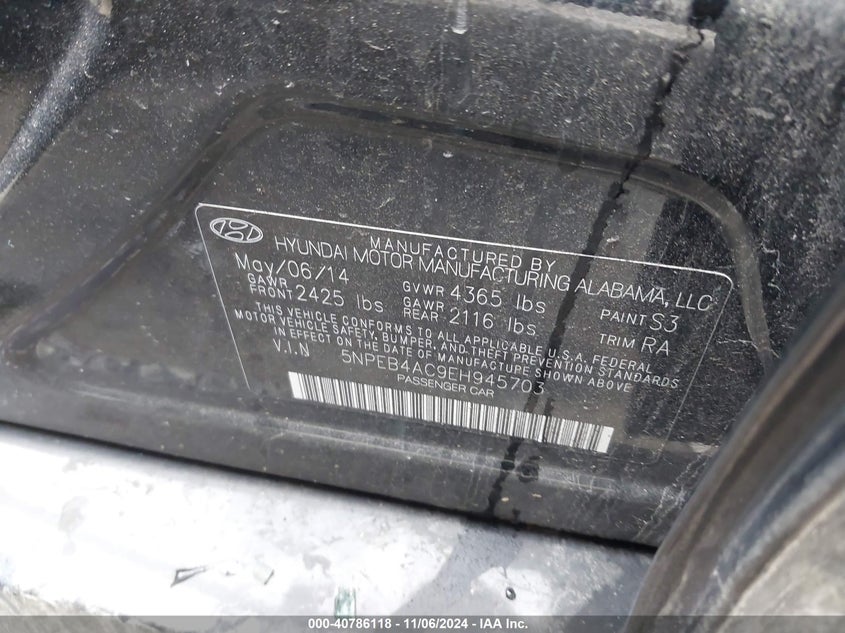 MANUFACTURED BY
HYUNDAI MOTOR MANUFACTURING ALABAMA, LLC
May/06/14 GVWR 4365 lbs PAINT S3
GAWR FRONT 2425 lbs GAWR REAR 2116 lbs TRIM RA
THIS VEHICLE CONFORMS TO ALL APPLICABLE U.S.A. FEDERAL
MOTOR VEHICLE SAFETY, BUMPER, AND THEFT PREVENTION STANDARDS
IN EFFECT ON THE DATE OF MANUFACTURE SHOWN ABOVE
V.I.N 5NPEB4AC9EH945703
PASSENGER CAR
000-40786118 - 11/06/2024 - IAA Inc.